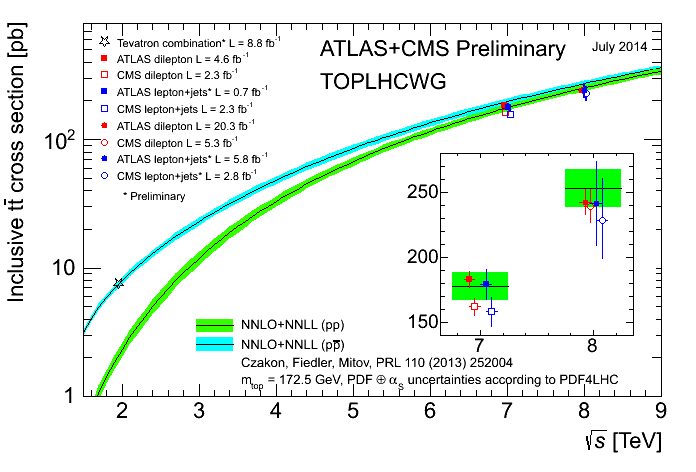 Inclusive tt̄ cross section [pb]
10²
10
1
Tevatron combination* L = 8.8 fb⁻¹
ATLAS dilepton L = 4.6 fb⁻¹
CMS dilepton L = 2.3 fb⁻¹
ATLAS lepton+jets* L = 0.7 fb⁻¹
CMS lepton+jets L = 2.3 fb⁻¹
ATLAS dilepton L = 20.3 fb⁻¹
CMS dilepton L = 5.3 fb⁻¹
ATLAS lepton+jets* L = 5.8 fb⁻¹
CMS lepton+jets* L = 2.8 fb⁻¹
* Preliminary
ATLAS+CMS Preliminary
July 2014
TOPLHCWG
250
200
150
7 8
NNLO+NNLL (pp)
NNLO+NNLL (pp̄)
Czakon, Fiedler, Mitov, PRL 110 (2013) 252004
m_top = 172.5 GeV, PDF ⊕ α_S uncertainties according to PDF4LHC
2 3 4 5 6 7 8 9
√s [TeV]